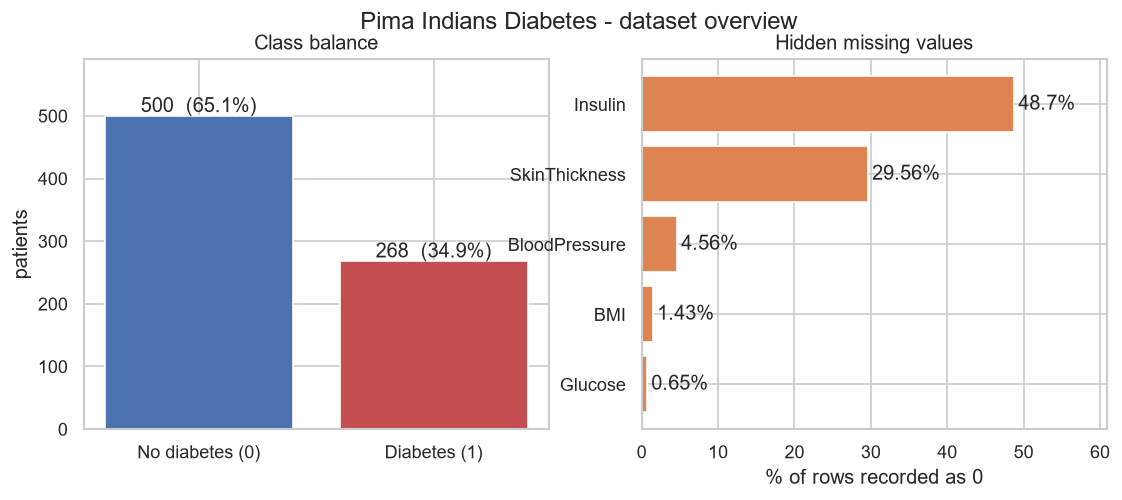 Pima Indians Diabetes - dataset overview
Class balance
patients
500
400
300
200
100
0
500 (65.1%)
268 (34.9%)
No diabetes (0)
Diabetes (1)
Hidden missing values
Insulin
48.7%
SkinThickness
29.56%
BloodPressure
4.56%
BMI
1.43%
Glucose
0.65%
0 10 20 30 40 50 60
% of rows recorded as 0